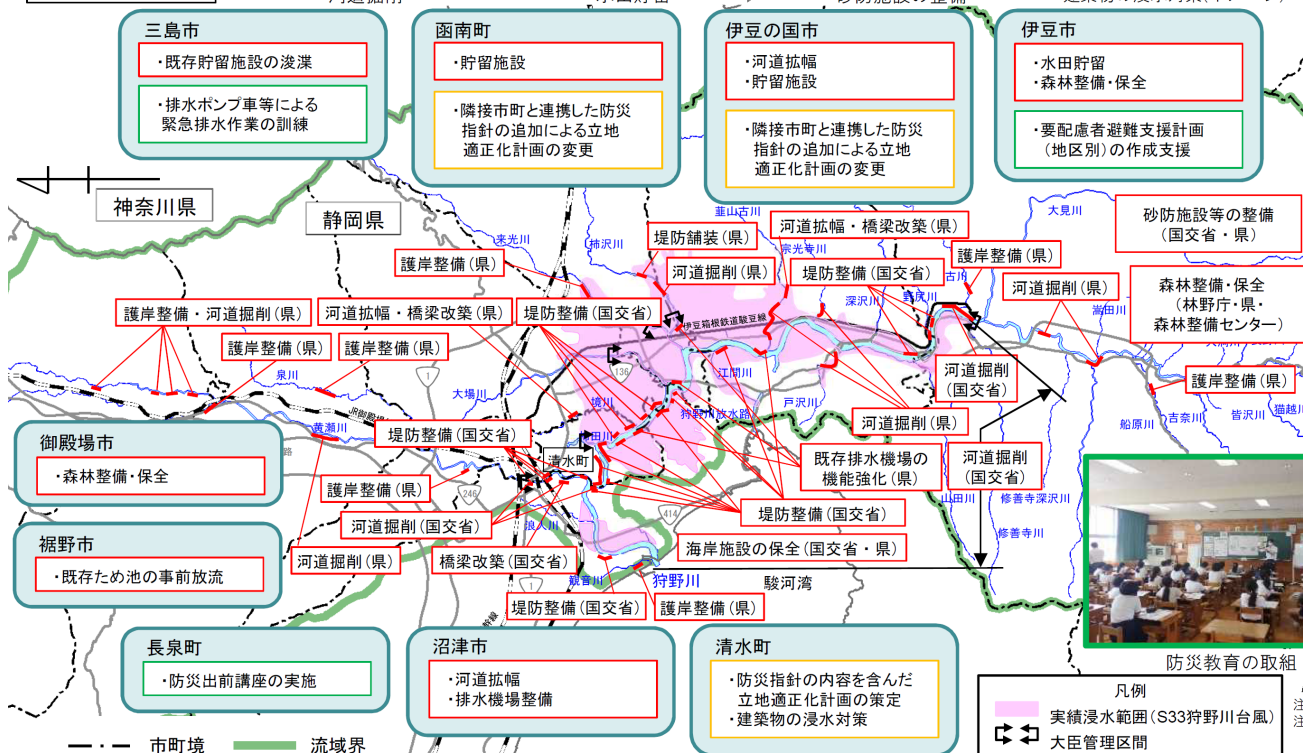 三島市
・既存貯留施設の浚渫
・排水ポンプ車等による
緊急排水作業の訓練
函南町
・貯留施設
・隣接市町と連携した防災
指針の追加による立地
適正化計画の変更
伊豆の国市
・河道拡幅
・貯留施設
・隣接市町と連携した防災
指針の追加による立地
適正化計画の変更
伊豆市
・水田貯留
・森林整備・保全
・要配慮者避難支援計画
(地区別)の作成支援
神奈川県
静岡県
来光川
柿沢川
韮山古川
大見川
堤防舗装(県)
河道拡幅・橋梁改築(県)
宗光寺川
砂防施設等の整備
(国交省・県)
護岸整備(県)
河道掘削(県)
堤防整備(国交省)
護岸整備(県)
古川
深沢川
野尻川
河道掘削(県)
森林整備・保全
(林野庁・県・
森林整備センター)
護岸整備・河道掘削(県)
河道拡幅・橋梁改築(県)
堤防整備(国交省)
伊豆箱根鉄道駿豆線
護岸整備(県)
護岸整備(県)
泉川
1
136
江間川
河道掘削
(国交省)
護岸整備(県)
大場川
境川
狩野川放水路
戸沢川
河道掘削(県)
船原川
吉奈川
皆沢川
猫越川
黄瀬川
堤防整備(国交省)
清水町
既存排水機場の
機能強化(県)
河道掘削
(国交省)
御殿場市
・森林整備・保全
護岸整備(県)
246
河道掘削(国交省)
414
堤防整備(国交省)
山田川
修善寺深沢川
修善寺川
裾野市
・既存ため池の事前放流
河道掘削(県)
橋梁改築(国交省)
海岸施設の保全(国交省・県)
観音川
狩野川
駿河湾
1
堤防整備(国交省)
護岸整備(県)
長泉町
・防災出前講座の実施
沼津市
・河道拡幅
・排水機場整備
清水町
・防災指針の内容を含んだ
立地適正化計画の策定
・建築物の浸水対策
防災教育の取組
凡例
実績浸水範囲(S33狩野川台風)
大臣管理区間
市町境
流域界